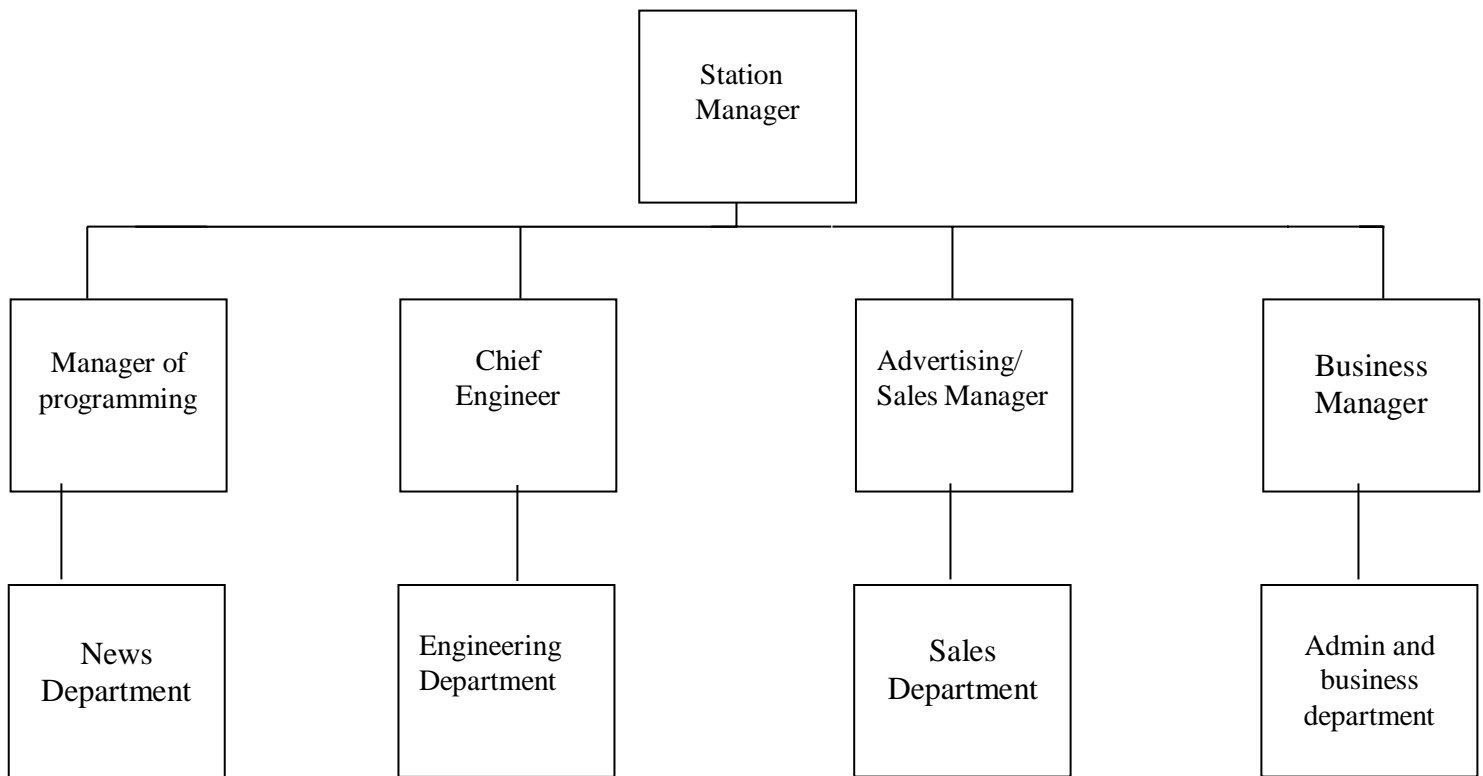 Station
Manager
Manager of
programming
Chief
Engineer
Advertising/
Sales Manager
Business
Manager
News
Department
Engineering
Department
Sales
Department
Admin and
business
department